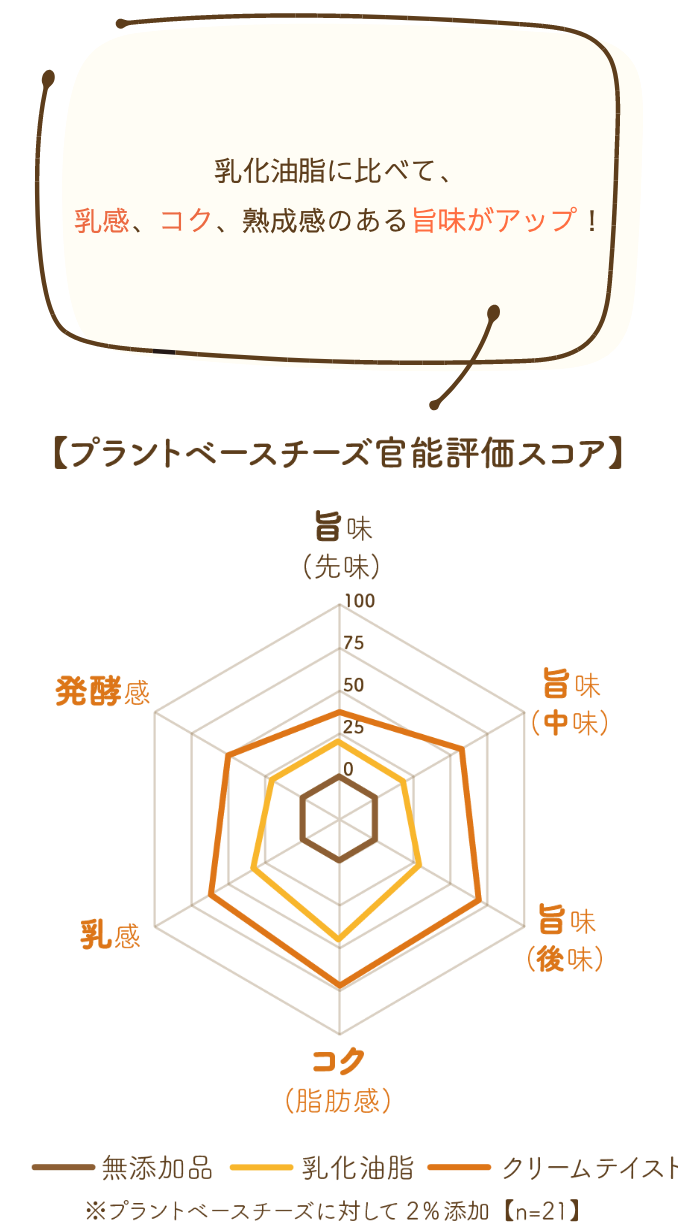 乳化油脂に比べて、
乳感、コク、熟成感のある旨味がアップ！
【プラントベースチーズ官能評価スコア】
旨味
（先味）
100
75
50
25
0
発酵感
旨味
（中味）
乳感
旨味
（後味）
コク
（脂肪感）
無添加品 乳化油脂 クリームテイスト
※プラントベースチーズに対して2％添加【n=21】